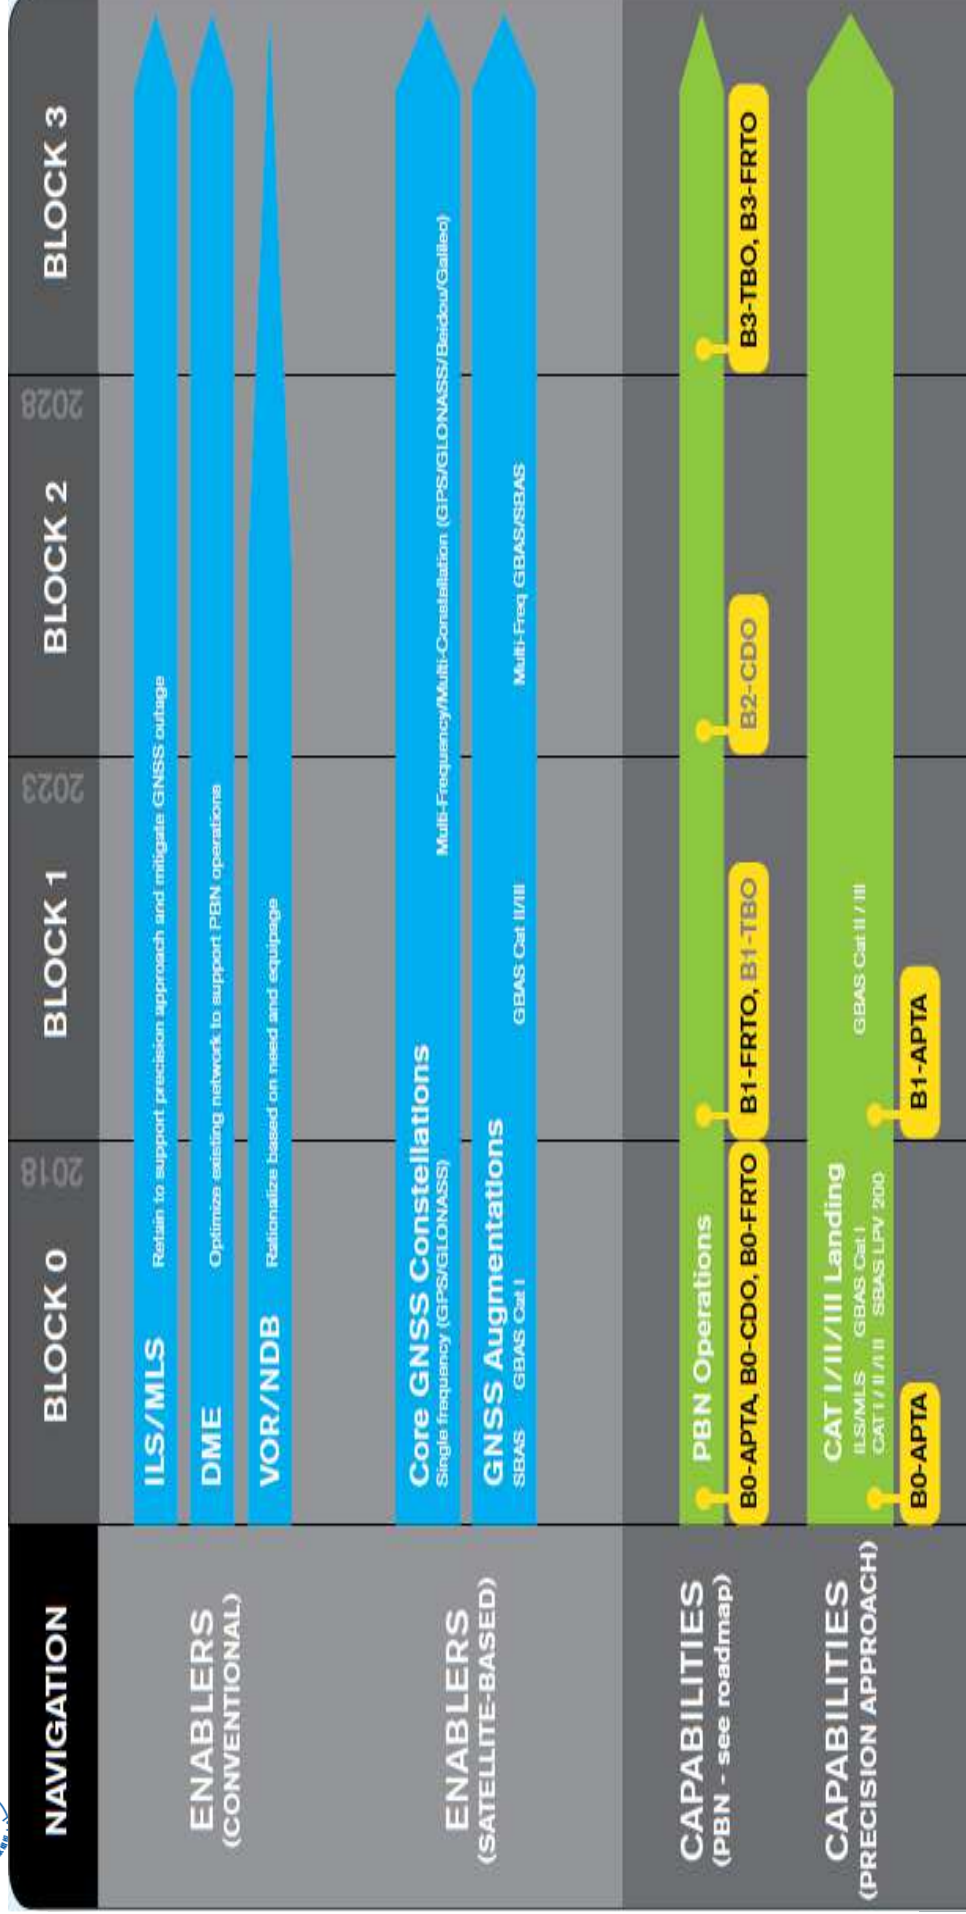 NAVIGATION
BLOCK 0
2018
BLOCK 1
2023
BLOCK 2
2028
BLOCK 3
ENABLERS
(CONVENTIONAL)
ILS/MLS
Retain to support precision approach and mitigate GNSS outage
DME
Optimize existing network to support PBN operations
VOR/NDB
Rationalize based on need and equipage
ENABLERS
(SATELLITE-BASED)
Core GNSS Constellations
Single frequency (GPS/GLONASS)
Multi-Frequency/Multi-Constellation (GPS/GLONASS/Beidou/Galileo)
GNSS Augmentations
SBAS
GBAS Cat I
GBAS Cat II/III
Multi-Freq GBAS/SBAS
CAPABILITIES
(PBN - see roadmap)
PBN Operations
B0-APTA, B0-CDO, B0-FRTO
B1-FRTO, B1-TBO
B2-CDO
B3-TBO, B3-FRTO
CAPABILITIES
(PRECISION APPROACH)
CAT I/II/III Landing
ILS/MLS
GBAS Cat I
GBAS Cat II / III
CAT I / II / III
SBAS LPV 200
B0-APTA
B1-APTA